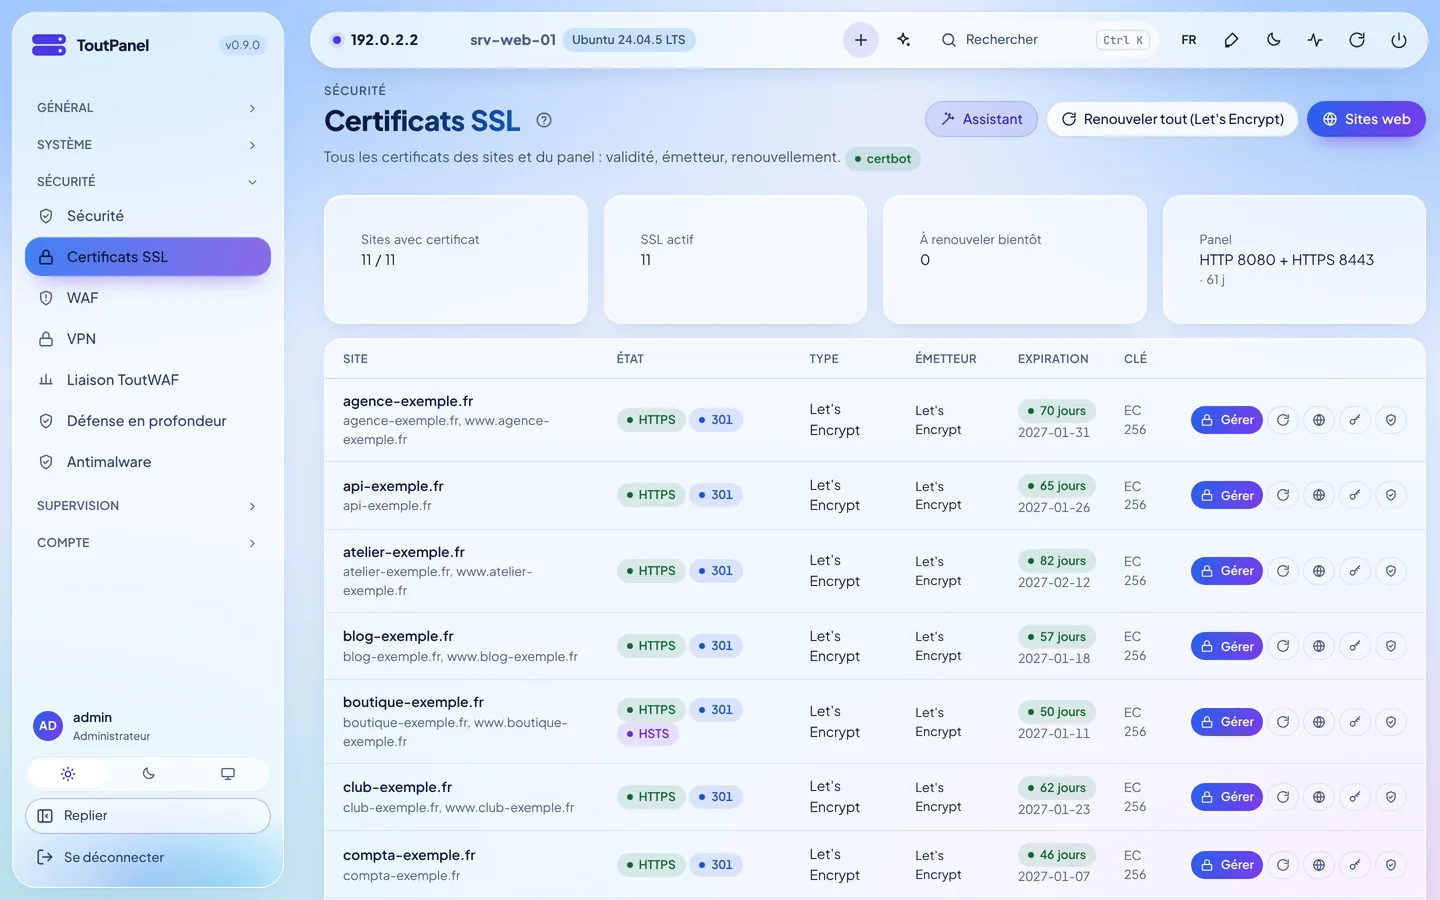 ToutPanel
v0.9.0
GÉNÉRAL
SYSTÈME
SÉCURITÉ
Sécurité
Certificats SSL
WAF
VPN
Liaison ToutWAF
Défense en profondeur
Antimalware
SUPERVISION
COMPTE
AD
admin
Administrateur
Replier
Se déconnecter
192.0.2.2
srv-web-01
Ubuntu 24.04.5 LTS
Rechercher
Ctrl K
FR
SÉCURITÉ
Certificats SSL
Tous les certificats des sites et du panel : validité, émetteur, renouvellement. certbot
Assistant
Renouveler tout (Let's Encrypt)
Sites web
Sites avec certificat
11 / 11
SSL actif
11
À renouveler bientôt
0
Panel
HTTP 8080 + HTTPS 8443
· 61 j
SITE ÉTAT TYPE ÉMETTEUR EXPIRATION CLÉ
agence-exemple.fr
agence-exemple.fr, www.agence-
exemple.fr
HTTPS 301
Let's
Encrypt
Let's
Encrypt
70 jours
2027-01-31
EC
256
Gérer
api-exemple.fr
api-exemple.fr
HTTPS 301
Let's
Encrypt
Let's
Encrypt
65 jours
2027-01-26
EC
256
Gérer
atelier-exemple.fr
atelier-exemple.fr, www.atelier-
exemple.fr
HTTPS 301
Let's
Encrypt
Let's
Encrypt
82 jours
2027-02-12
EC
256
Gérer
blog-exemple.fr
blog-exemple.fr, www.blog-exemple.fr
HTTPS 301
Let's
Encrypt
Let's
Encrypt
57 jours
2027-01-18
EC
256
Gérer
boutique-exemple.fr
boutique-exemple.fr, www.boutique-
exemple.fr
HTTPS 301
HSTS
Let's
Encrypt
Let's
Encrypt
50 jours
2027-01-11
EC
256
Gérer
club-exemple.fr
club-exemple.fr, www.club-exemple.fr
HTTPS 301
Let's
Encrypt
Let's
Encrypt
62 jours
2027-01-23
EC
256
Gérer
compta-exemple.fr
compta-exemple.fr
HTTPS 301
Let's
Encrypt
Let's
Encrypt
46 jours
2027-01-07
EC
256
Gérer